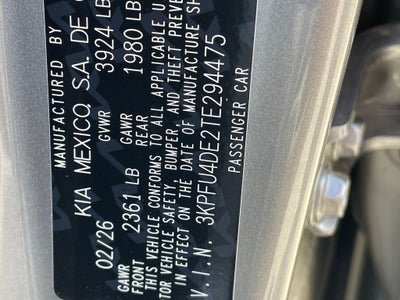 MANUFACTURED BY
KIA MEXICO, S.A. DE
02/26 GVWR 3924 LB
GAWR FRONT 2361 LB GAWR REAR 1980 LB
THIS VEHICLE CONFORMS TO ALL APPLICABLE U
TOR VEHICLE SAFETY, BUMPER, AND THEFT PREVE
IN EFFECT ON THE DATE OF MANUFACTURE SH
V.I.N. 3KPFU4DE2TE294475
PASSENGER CAR